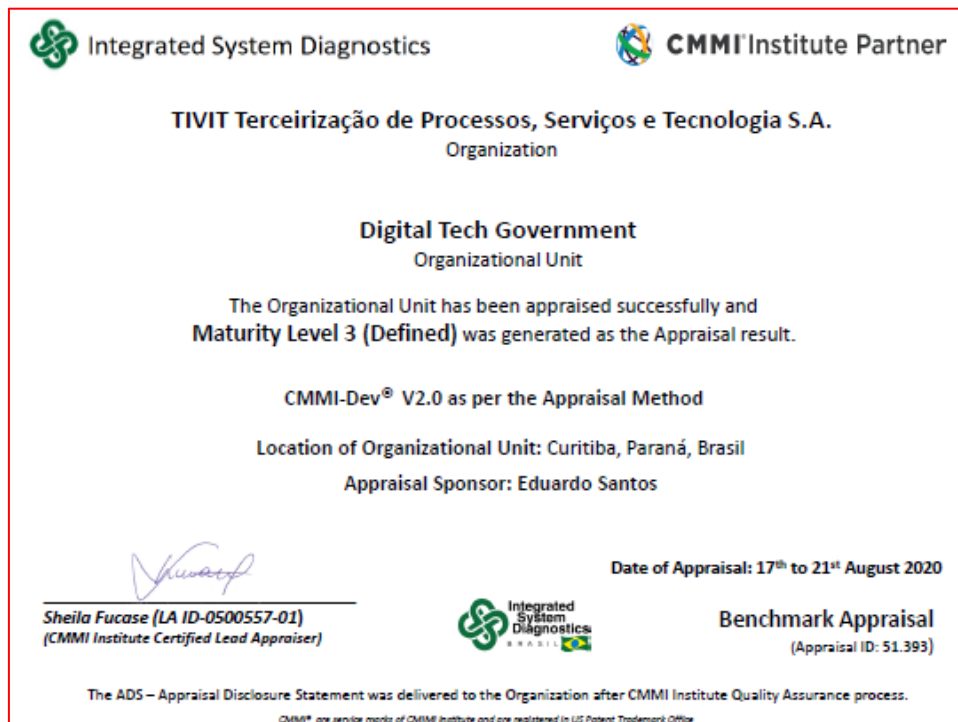 Integrated System Diagnostics
CMMI Institute Partner
TIVIT Terceirização de Processos, Serviços e Tecnologia S.A.
Organization
Digital Tech Government
Organizational Unit
The Organizational Unit has been appraised successfully and
Maturity Level 3 (Defined) was generated as the Appraisal result.
CMMI-Dev® V2.0 as per the Appraisal Method
Location of Organizational Unit: Curitiba, Paraná, Brasil
Appraisal Sponsor: Eduardo Santos
Date of Appraisal: 17th to 21st August 2020
Sheila Fucase (LA ID-0500557-01)
(CMMI Institute Certified Lead Appraiser)
Integrated
System
Diagnostics
BRASIL
Benchmark Appraisal
(Appraisal ID: 51.393)
The ADS – Appraisal Disclosure Statement was delivered to the Organization after CMMI Institute Quality Assurance process.
CMMI® are service marks of CMMI Institute and are registered in US Patent Trademark Office